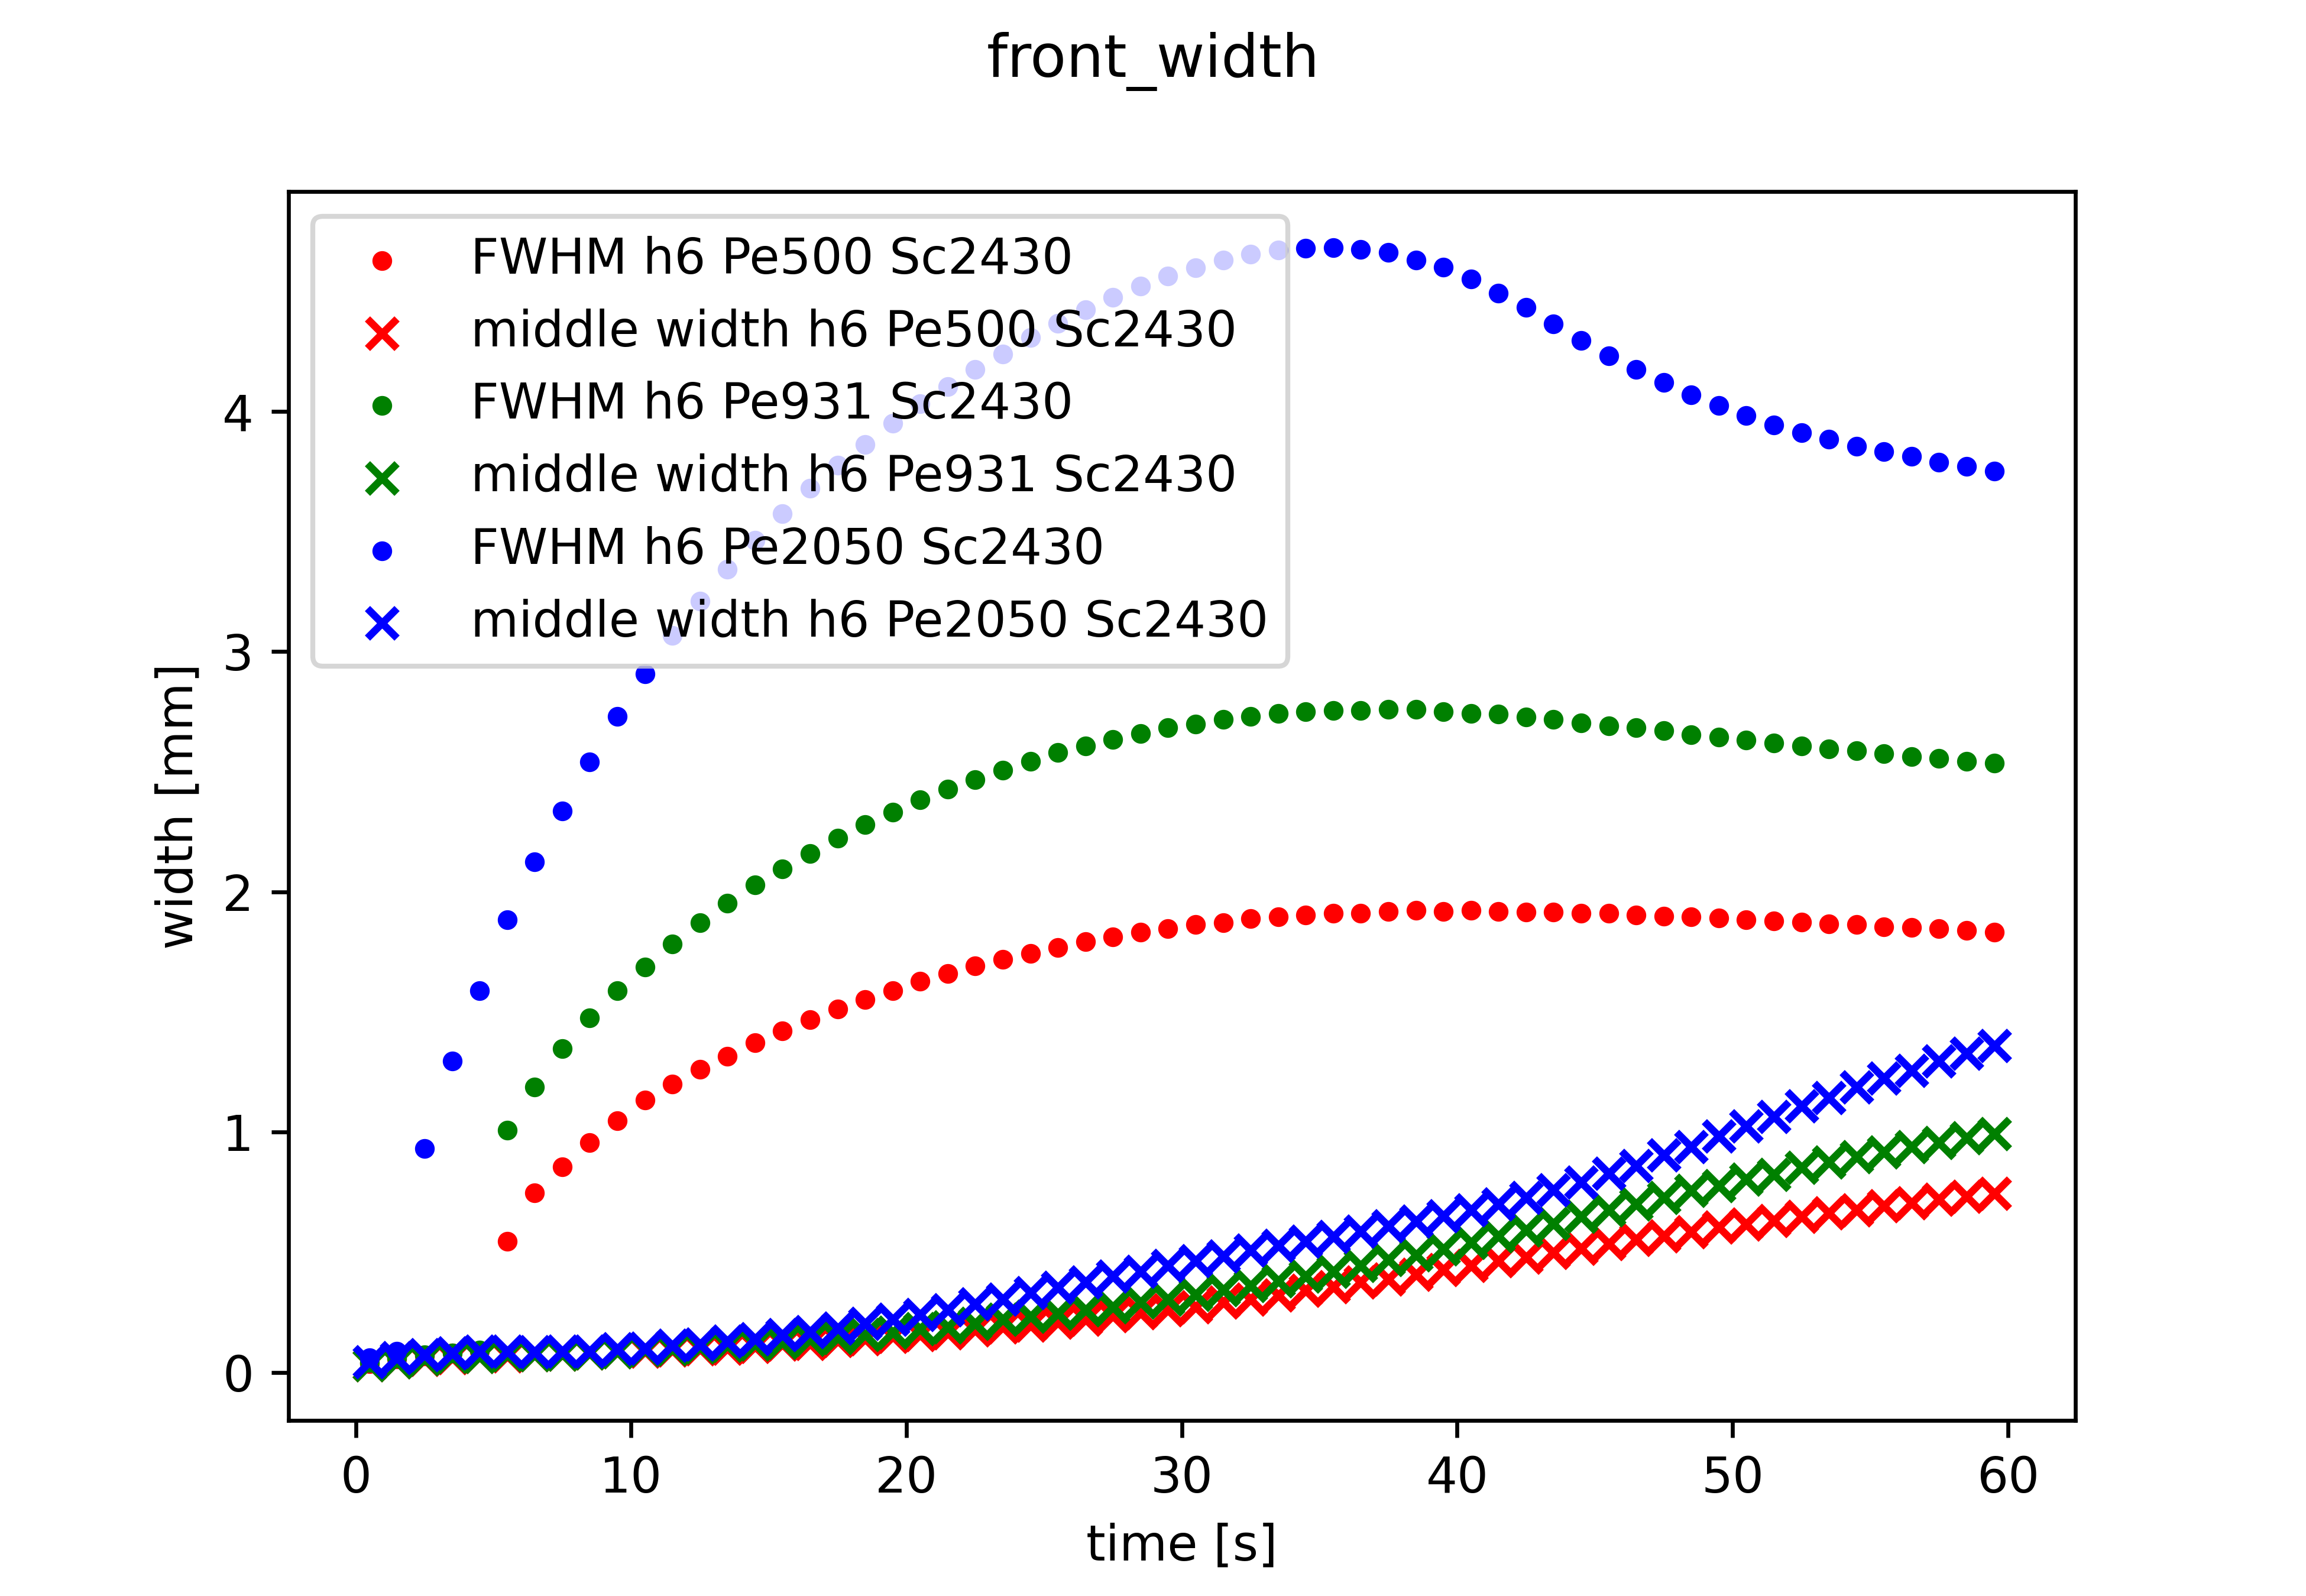 front_width
FWHM h6 Pe500 Sc2430
middle width h6 Pe500 Sc2430
FWHM h6 Pe931 Sc2430
middle width h6 Pe931 Sc2430
FWHM h6 Pe2050 Sc2430
middle width h6 Pe2050 Sc2430
width [mm]
4
3
2
1
0
0 10 20 30 40 50 60
time [s]